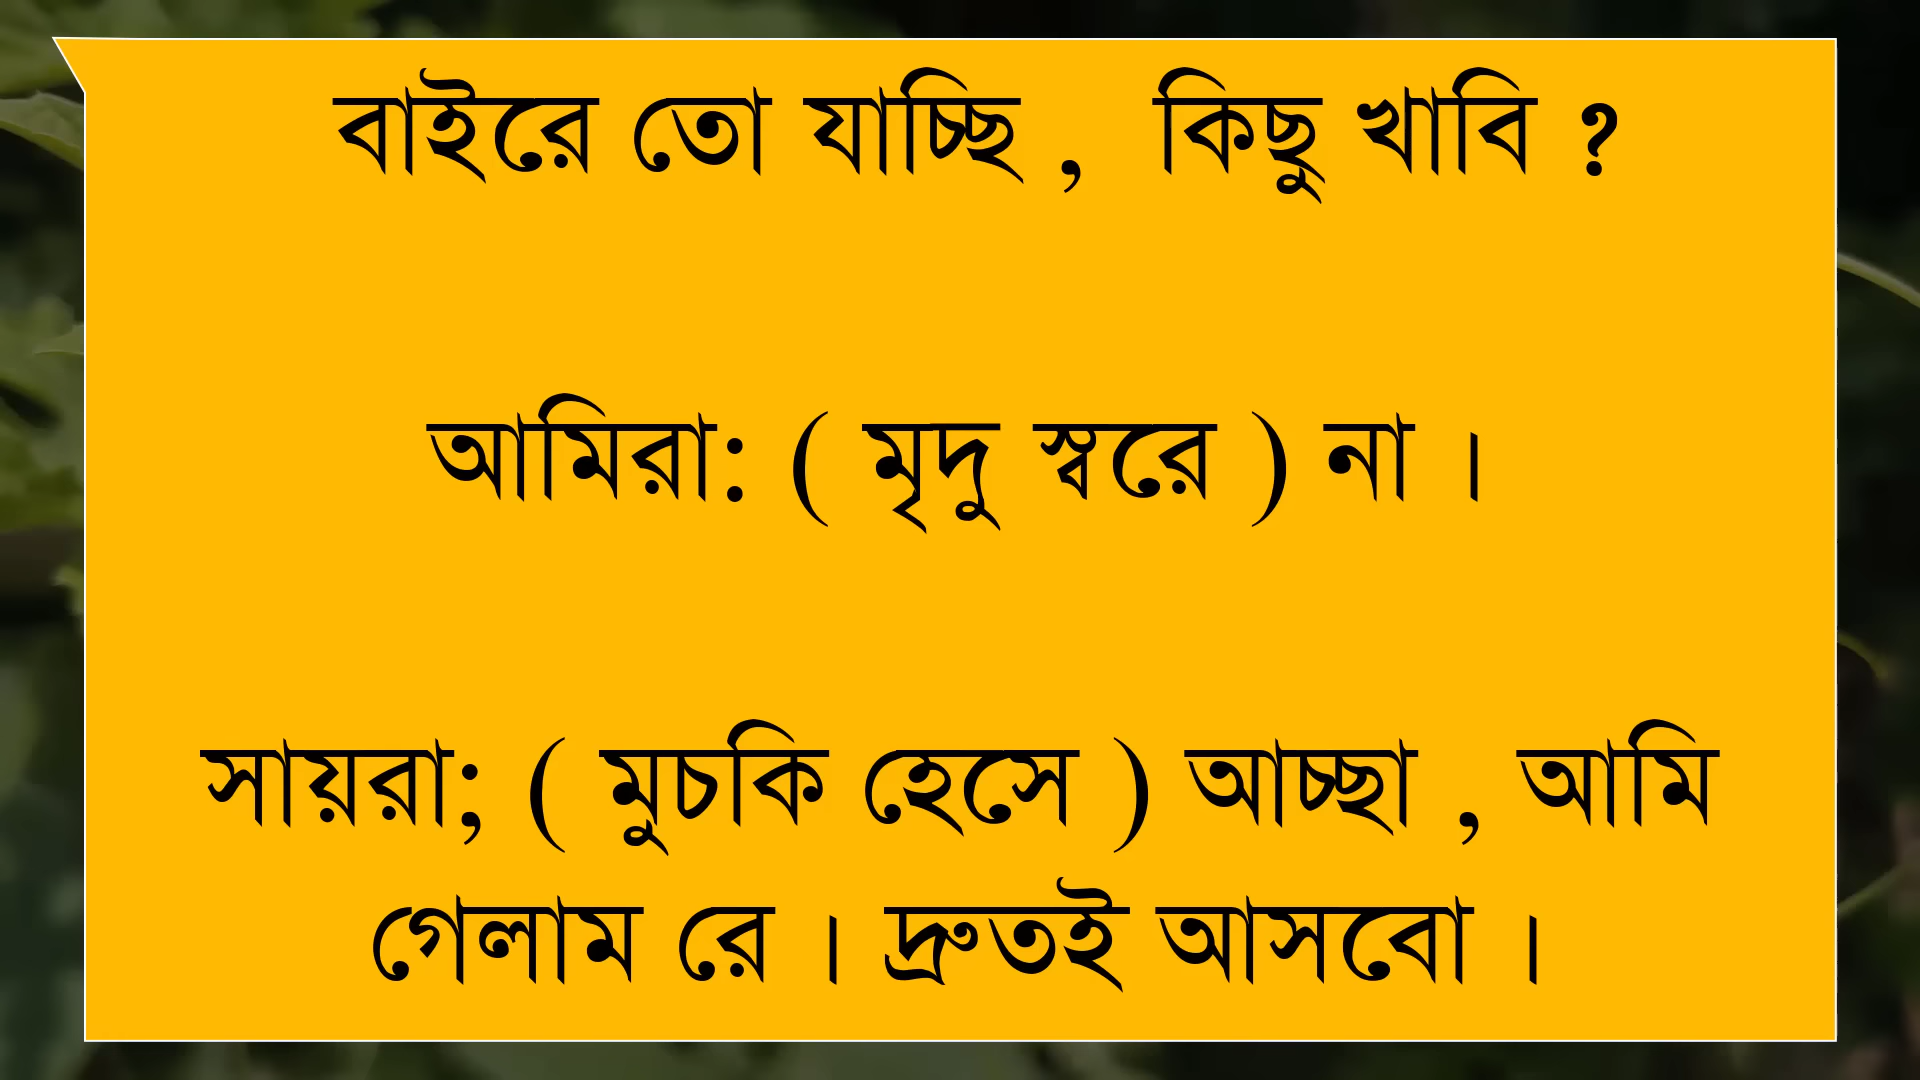 বাইরে তো যাচ্ছি , কিছু খাবি ?
আমিরা: ( মৃদু স্বরে ) না ।
সায়রা; ( মুচকি হেসে ) আচ্ছা , আমি
গেলাম রে । দ্রুতই আসবো ।